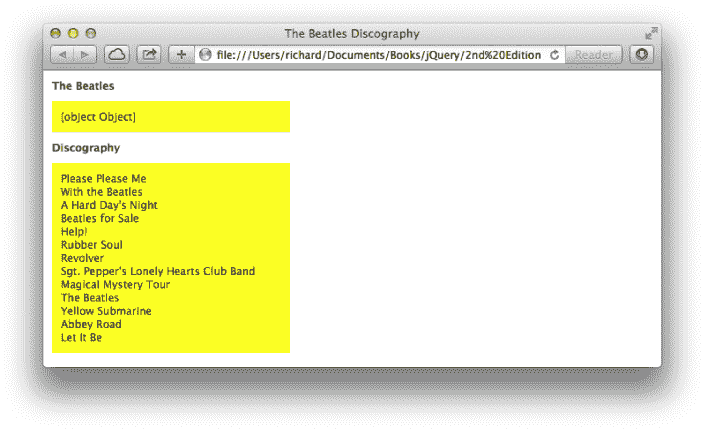 The Beatles Discography
file:///Users/richard/Documents/Books/jQuery/2nd%20Edition
Reader
The Beatles
[object Object]
Discography
Please Please Me
With the Beatles
A Hard Day's Night
Beatles for Sale
Help!
Rubber Soul
Revolver
Sgt. Pepper's Lonely Hearts Club Band
Magical Mystery Tour
The Beatles
Yellow Submarine
Abbey Road
Let It Be